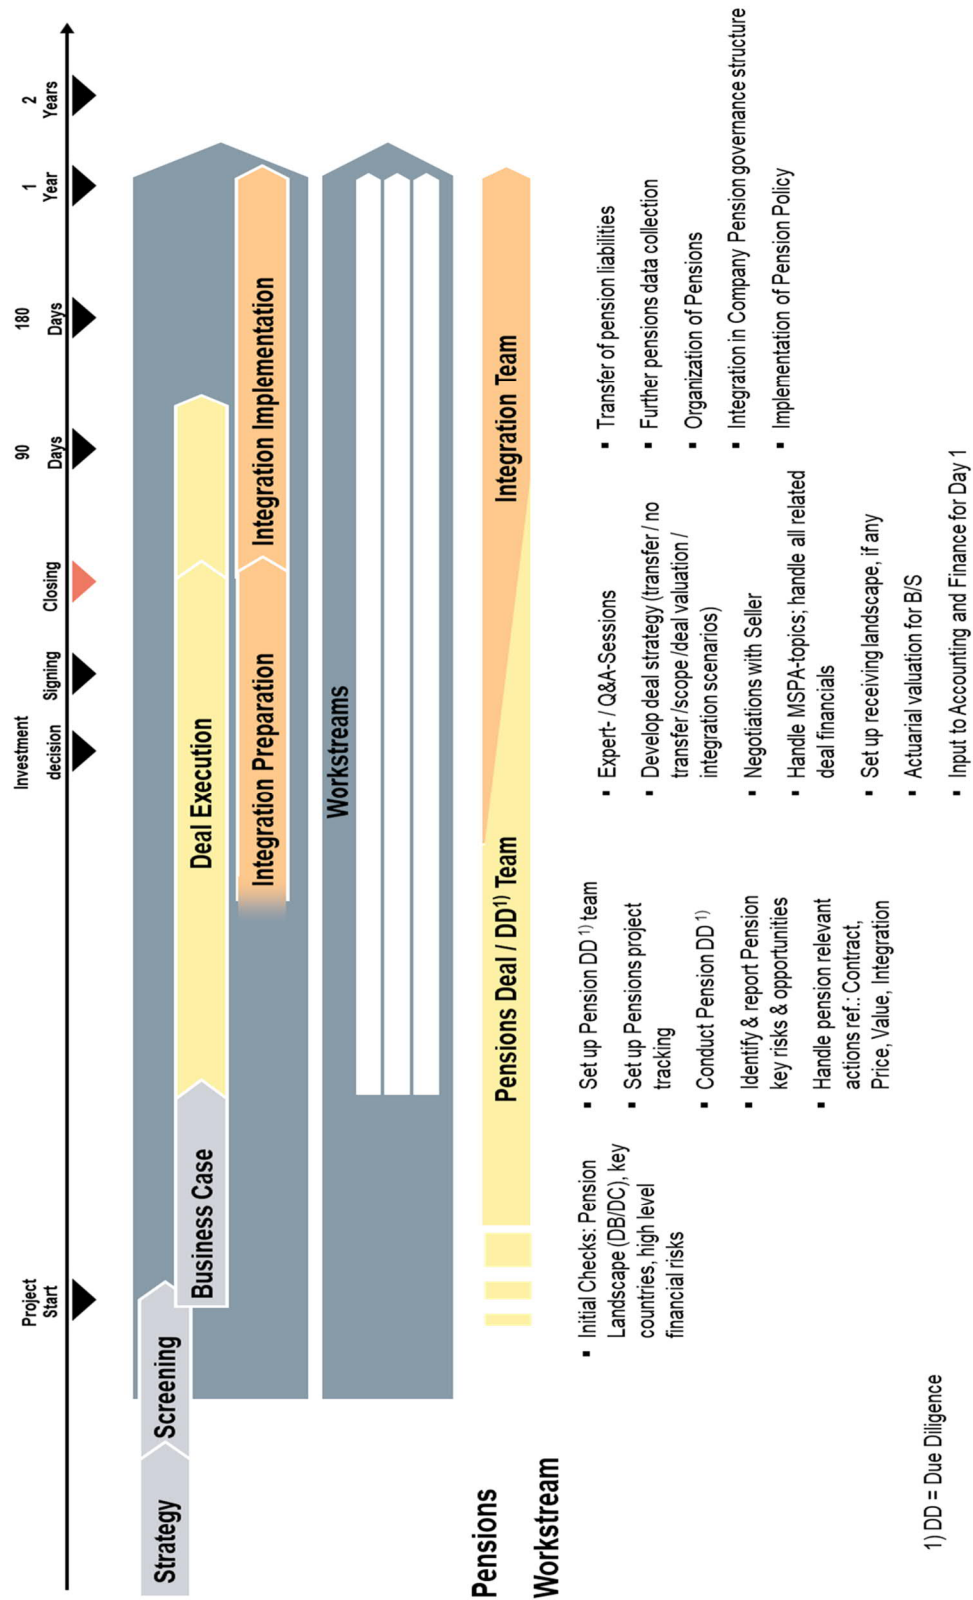 Project
Start
Investment
decision
Signing
Closing
90
Days
180
Days
1
Year
2
Years
Strategy
Screening
Business Case
Deal Execution
Integration Preparation
Integration Implementation
Workstreams
Pensions
Workstream
Pensions Deal / DD¹⁾ Team
Integration Team
▪ Initial Checks: Pension
Landscape (DB/DC), key
countries, high level
financial risks
▪ Set up Pension DD ¹⁾ team
▪ Set up Pensions project
tracking
▪ Conduct Pension DD ¹⁾
▪ Identify & report Pension
key risks & opportunities
▪ Handle pension relevant
actions ref.: Contract,
Price, Value, Integration
▪ Expert- / Q&A-Sessions
▪ Develop deal strategy (transfer / no
transfer /scope /deal valuation /
integration scenarios)
▪ Negotiations with Seller
▪ Handle MSPA-topics; handle all related
deal financials
▪ Set up receiving landscape, if any
▪ Actuarial valuation for B/S
▪ Input to Accounting and Finance for Day 1
▪ Transfer of pension liabilities
▪ Further pensions data collection
▪ Organization of Pensions
▪ Integration in Company Pension governance structure
▪ Implementation of Pension Policy
1) DD = Due Diligence